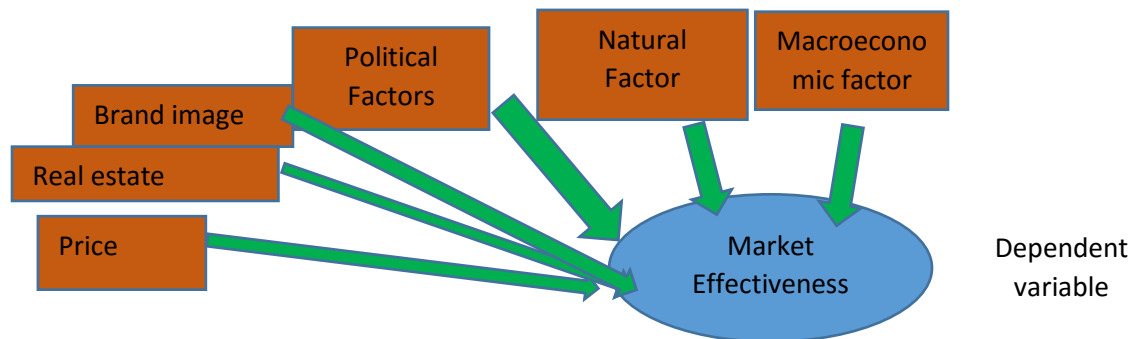 Political
Factors
Natural
Factor
Macroecono
mic factor
Brand image
Real estate
Price
Market
Effectiveness
Dependent
variable